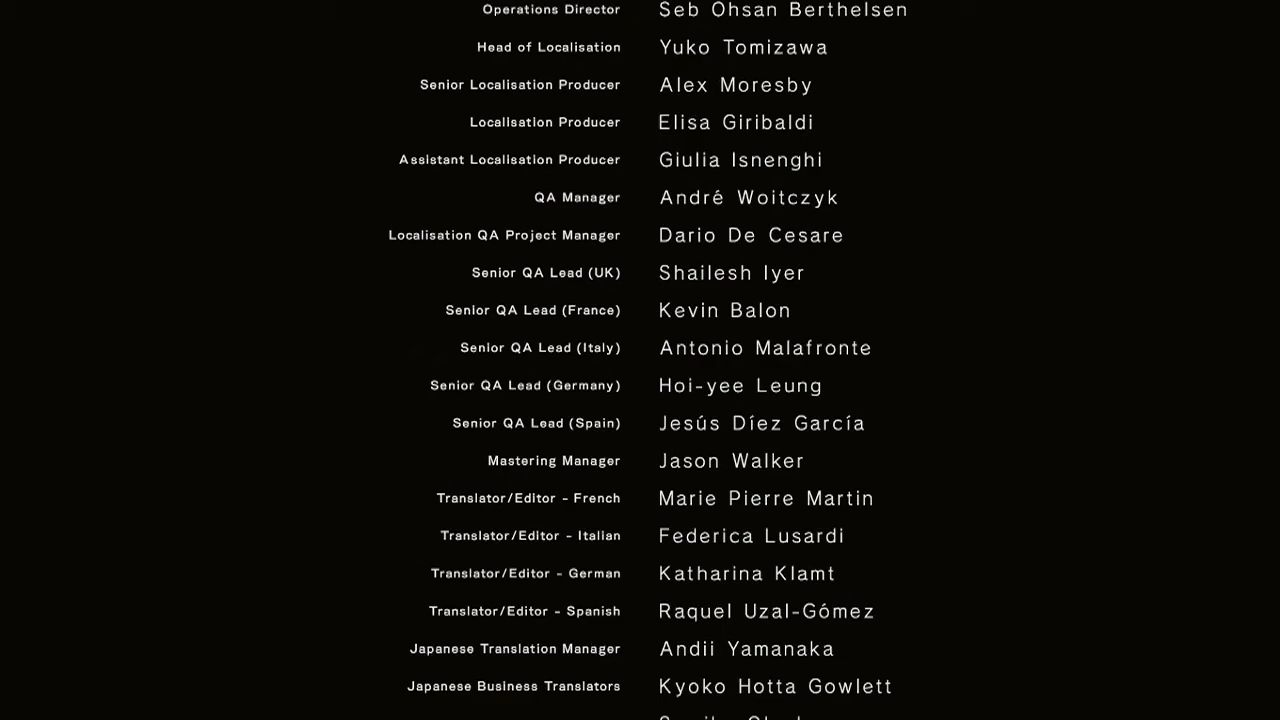 Operations Director Seb Ohsan Berthelsen
Head of Localisation Yuko Tomizawa
Senior Localisation Producer Alex Moresby
Localisation Producer Elisa Giribaldi
Assistant Localisation Producer Giulia Isnenghi
QA Manager André Woitczyk
Localisation QA Project Manager Dario De Cesare
Senior QA Lead (UK) Shailesh Iyer
Senior QA Lead (France) Kevin Balon
Senior QA Lead (Italy) Antonio Malafronte
Senior QA Lead (Germany) Hoi-yee Leung
Senior QA Lead (Spain) Jesús Díez García
Mastering Manager Jason Walker
Translator/Editor - French Marie Pierre Martin
Translator/Editor - Italian Federica Lusardi
Translator/Editor - German Katharina Klamt
Translator/Editor - Spanish Raquel Uzal-Gómez
Japanese Translation Manager Andii Yamanaka
Japanese Business Translators Kyoko Hotta Gowlett